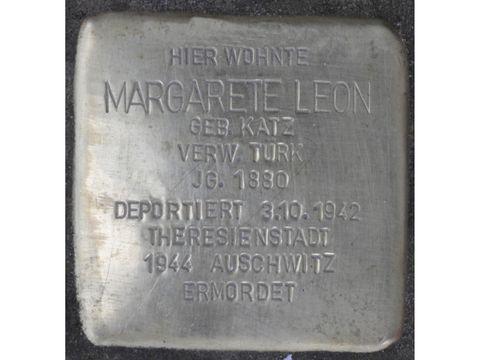 HIER WOHNTE
MARGARETE LEON
GEB. KATZ
VERW. TÜRK
JG. 1880
DEPORTIERT 3.10.1942
THERESIENSTADT
1944 AUSCHWITZ
ERMORDET